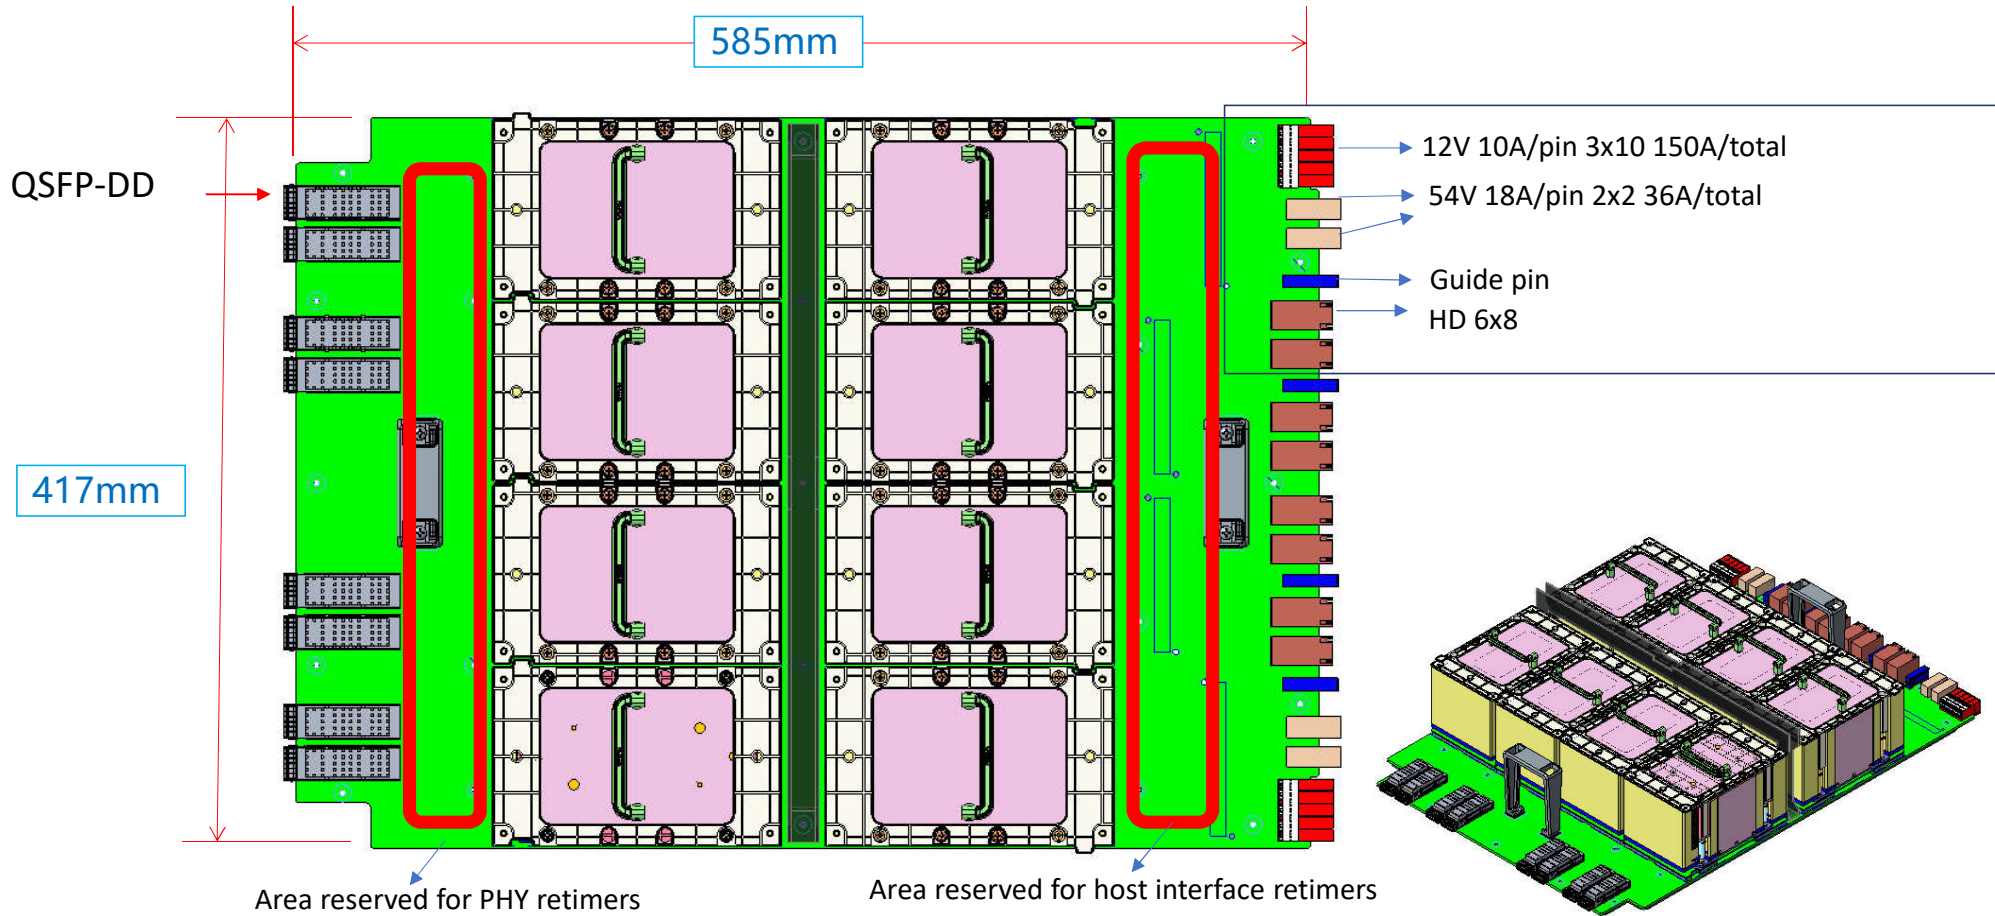 585mm
12V 10A/pin 3x10 150A/total
QSFP-DD
54V 18A/pin 2x2 36A/total
Guide pin
HD 6x8
417mm
Area reserved for PHY retimers
Area reserved for host interface retimers